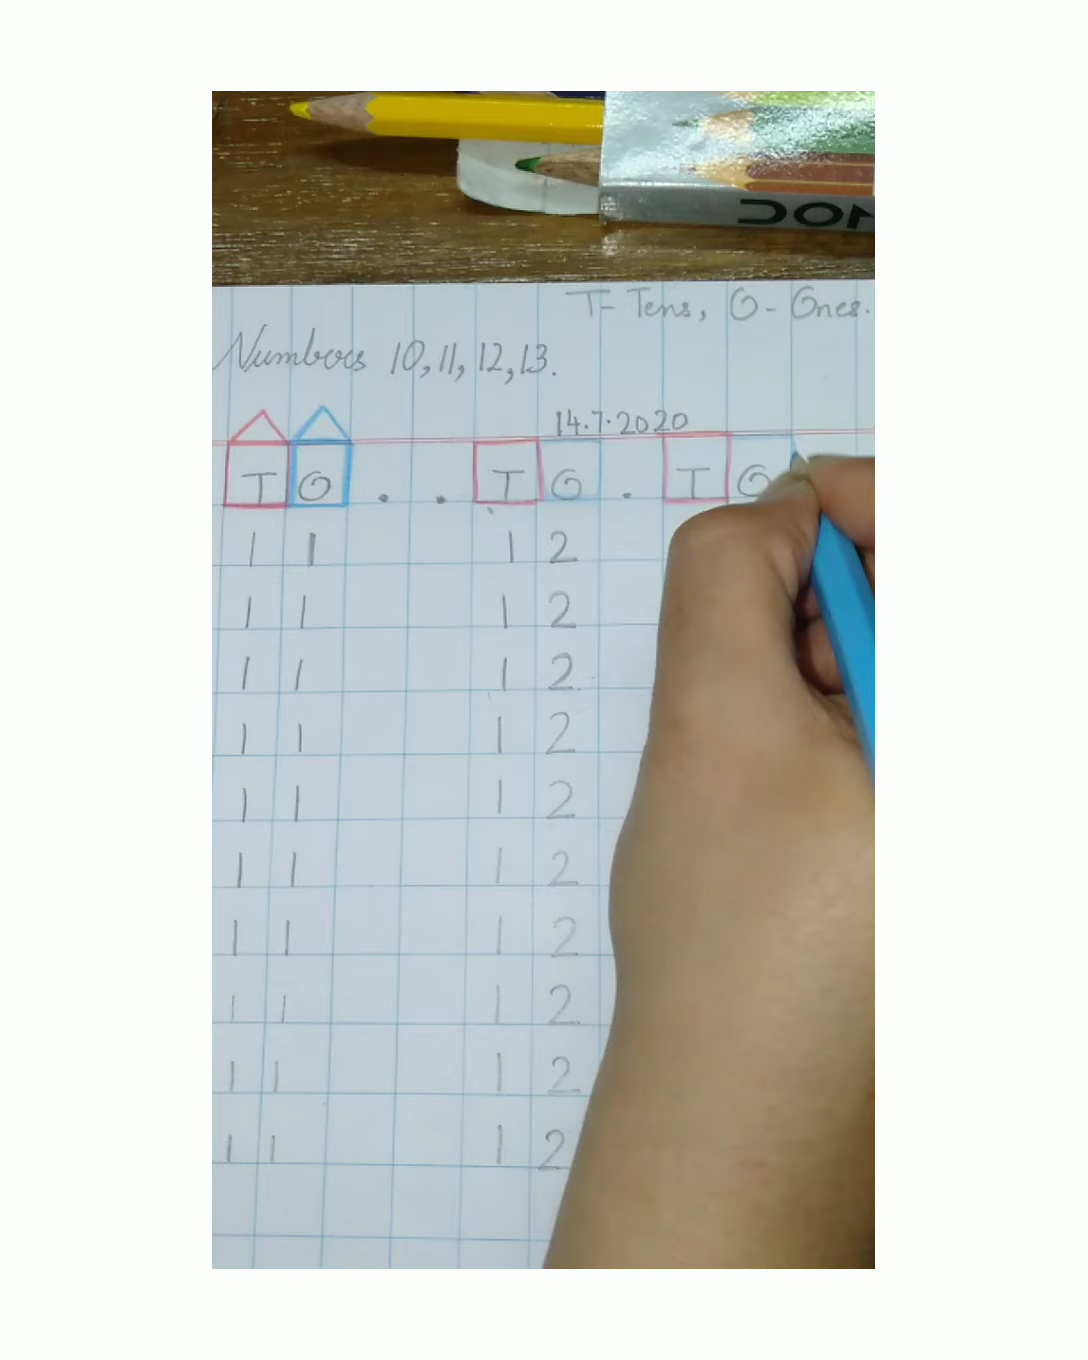 10C
T- Tens, O- Ones.
Numbers 10, 11, 12, 13.
14.7.2020
T O . . T O . T O
1 1 1 2
1 1 1 2
1 1 1 2
1 1 1 2
1 1 1 2
1 1 1 2
1 1 1 2
1 1 1 2
1 1 1 2
1 1 1 2